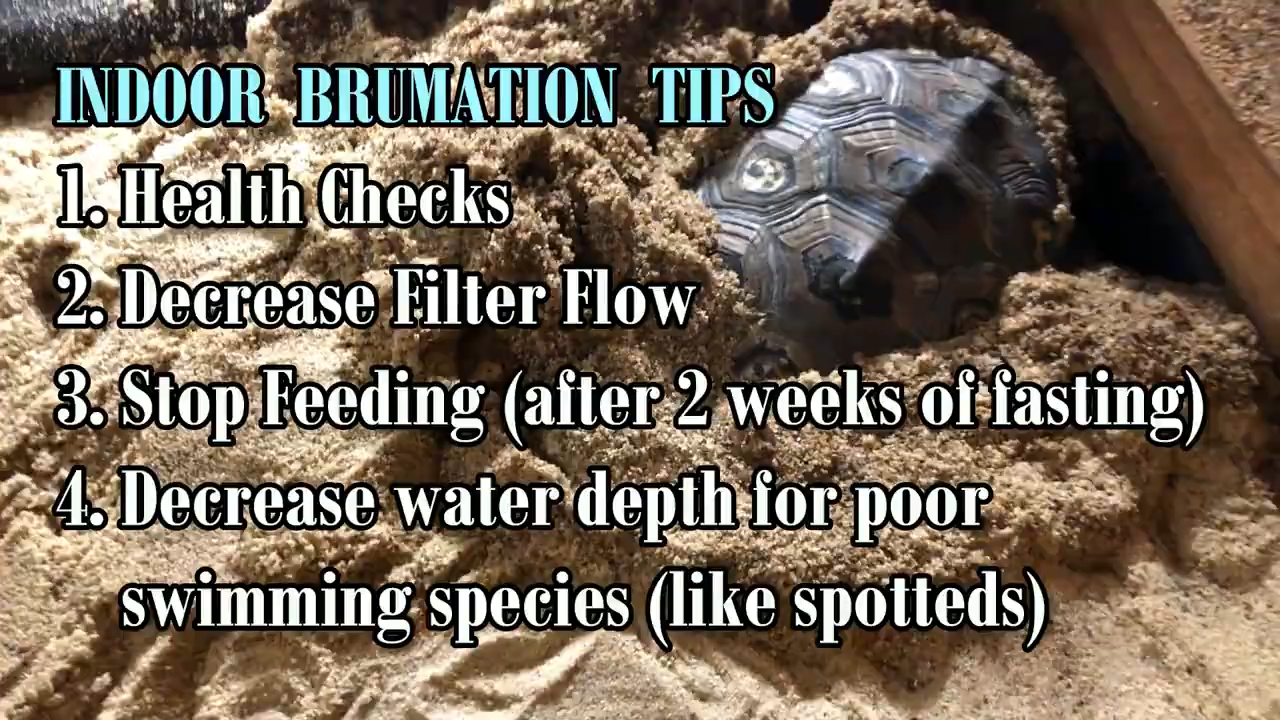 INDOOR BRUMATION TIPS
1. Health Checks
2. Decrease Filter Flow
3. Stop Feeding (after 2 weeks of fasting)
4. Decrease water depth for poor
swimming species (like spotteds)